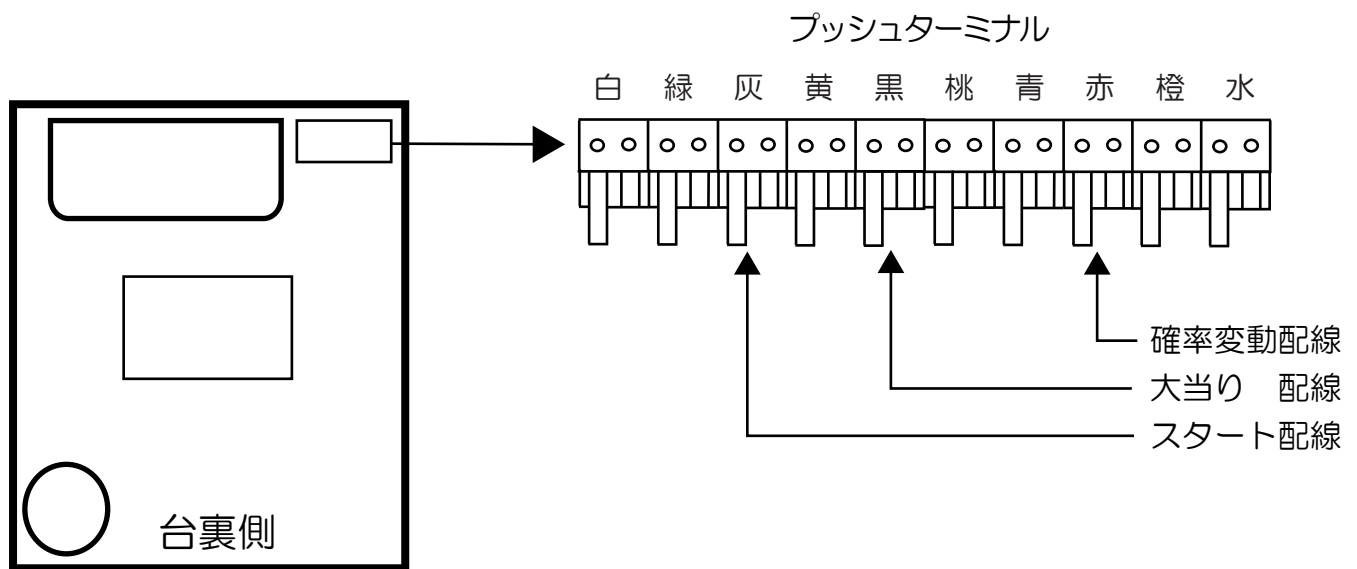 プッシュターミナル
白 緑 灰 黄 黒 桃 青 赤 橙 水
確率変動配線
大当り　配線
スタート配線
台裏側